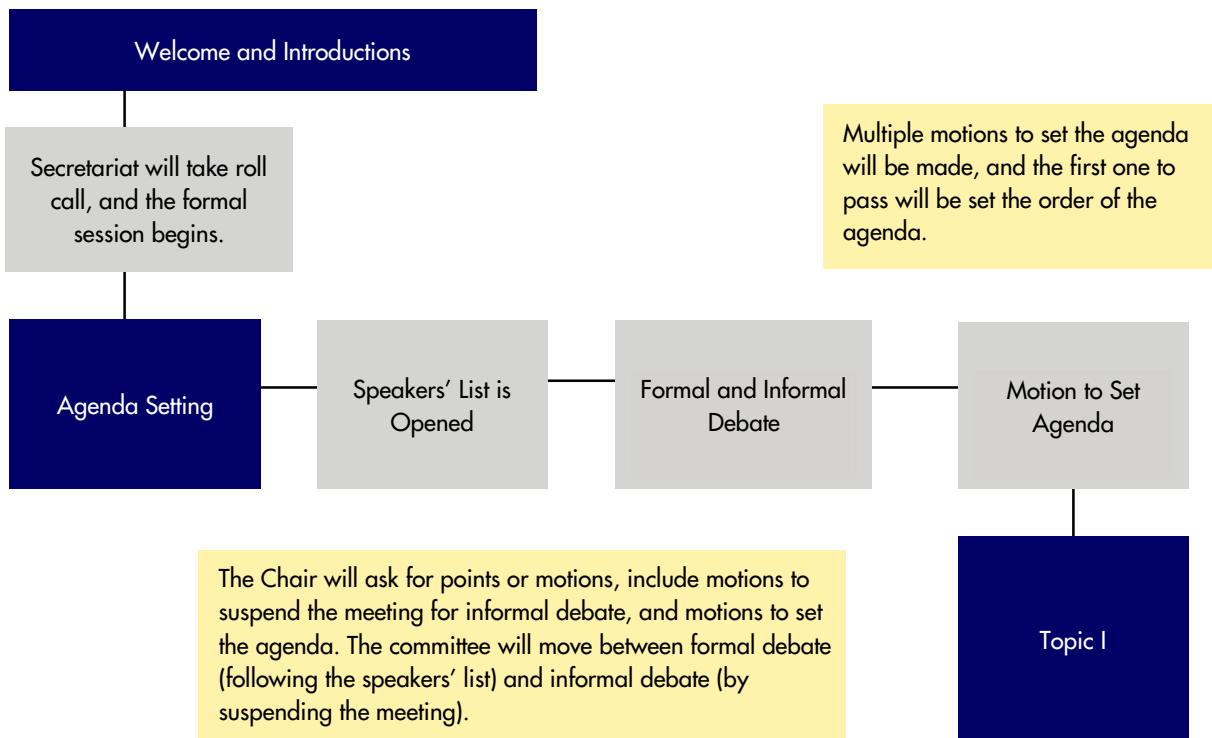 Welcome and Introductions
Secretariat will take roll
call, and the formal
session begins.
Multiple motions to set the agenda
will be made, and the first one to
pass will be set the order of the
agenda.
Agenda Setting
Speakers’ List is
Opened
Formal and Informal
Debate
Motion to Set
Agenda
The Chair will ask for points or motions, include motions to
suspend the meeting for informal debate, and motions to set
the agenda. The committee will move between formal debate
(following the speakers’ list) and informal debate (by
suspending the meeting).
Topic I